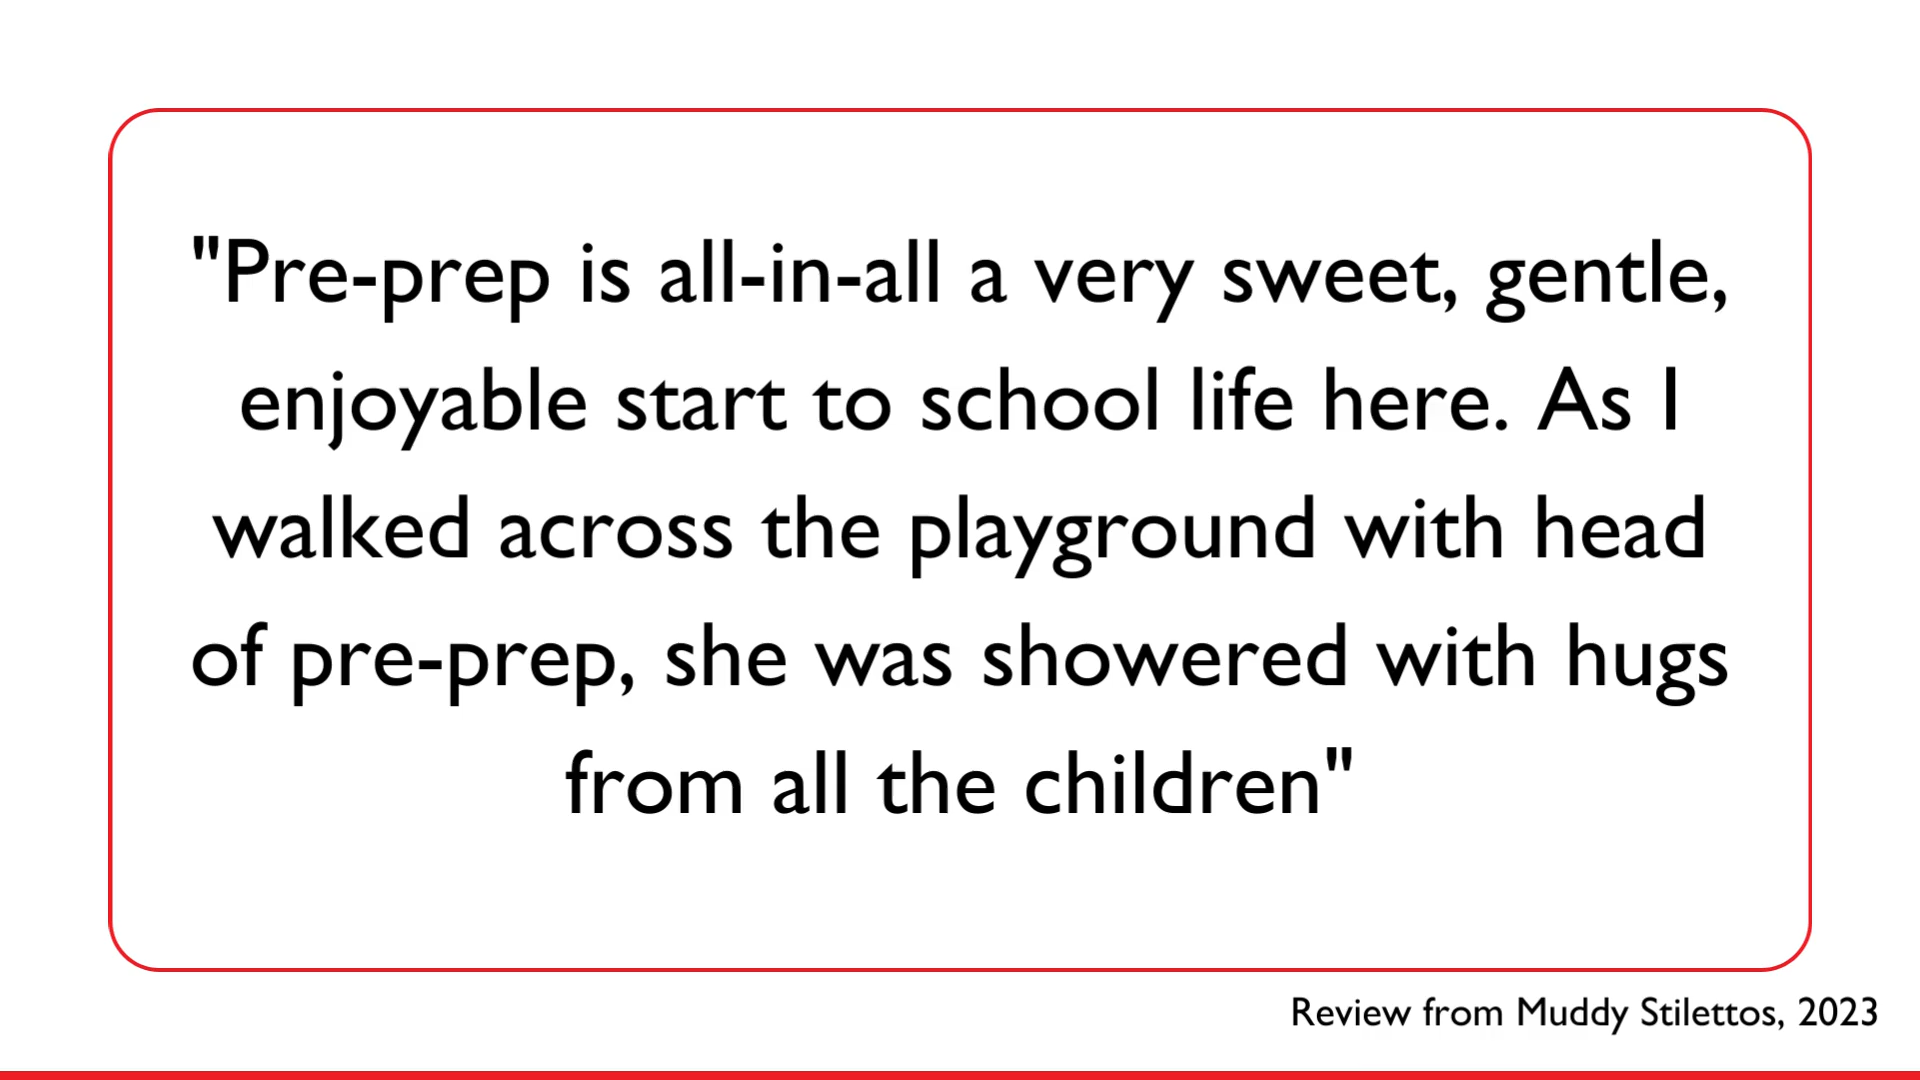 "Pre-prep is all-in-all a very sweet, gentle,
enjoyable start to school life here. As I
walked across the playground with head
of pre-prep, she was showered with hugs
from all the children"
Review from Muddy Stilettos, 2023